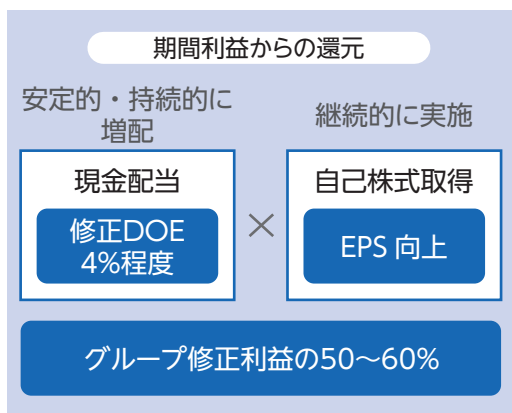 期間利益からの還元
安定的・持続的に
増配
継続的に実施
現金配当
修正DOE
4%程度
×
自己株式取得
EPS 向上
グループ修正利益の50～60%